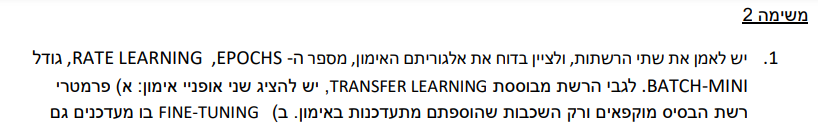 משימה 2
1. יש לאמן את שתי הרשתות, ולציין בדוח את אלגוריתם האימון, מספר ה- EPOCHS, ‏RATE LEARNING, גודל
BATCH-MINI. לגבי הרשת מבוססת TRANSFER LEARNING, יש להציג שני אופניי אימון: א) פרמטרי
רשת הבסיס מוקפאים ורק השכבות שהוספתם מתעדכנות באימון. ב) FINE-TUNING בו מעדכנים גם